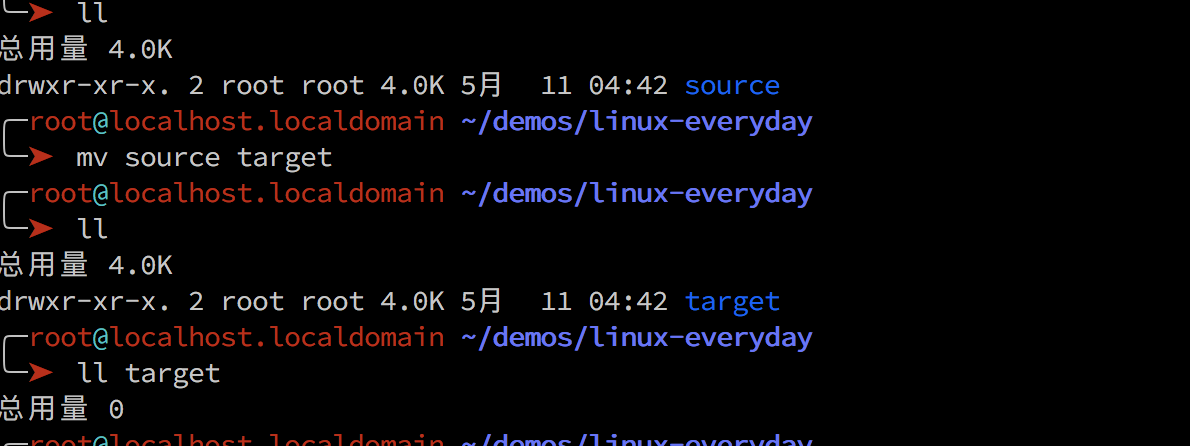 ll
总用量 4.0K
drwxr-xr-x. 2 root root 4.0K 5月  11 04:42 source
root@localhost.localdomain ~/demos/linux-everyday
mv source target
root@localhost.localdomain ~/demos/linux-everyday
ll
总用量 4.0K
drwxr-xr-x. 2 root root 4.0K 5月  11 04:42 target
root@localhost.localdomain ~/demos/linux-everyday
ll target
总用量 0
root@localhost.localdomain ~/demos/linux-everyday